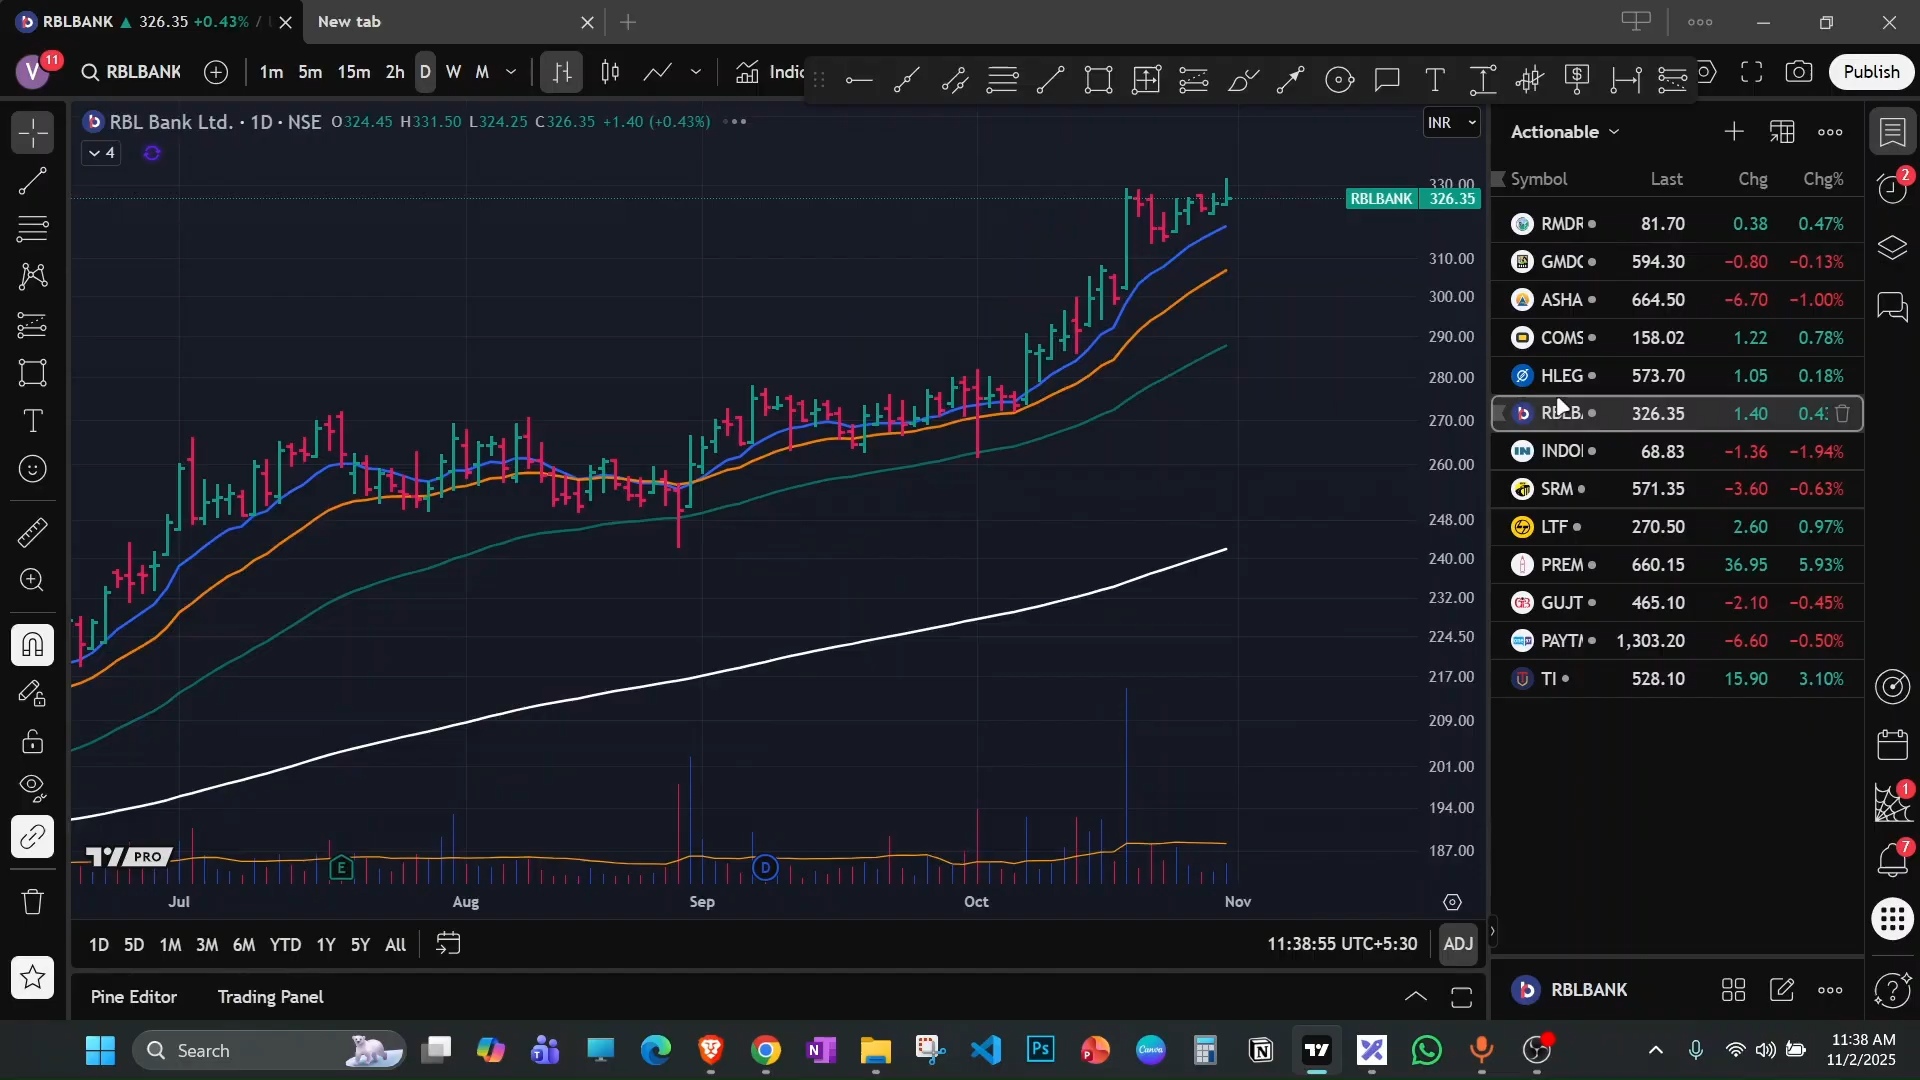 RBLBANK ▲ 326.35 +0.43% /
New tab
V
11
RBLBANK
1m 5m 15m 2h D W M
Indic
Publish
RBL Bank Ltd. · 1D · NSE O324.45 H331.50 L324.25 C326.35 +1.40 (+0.43%)
4
INR
330.00
RBLBANK 326.35
310.00
300.00
290.00
280.00
270.00
260.00
248.00
240.00
232.00
224.50
217.00
209.00
201.00
194.00
187.00
PRO
E
D
Jul Aug Sep Oct Nov
1D 5D 1M 3M 6M YTD 1Y 5Y All
11:38:55 UTC+5:30 ADJ
Pine Editor Trading Panel
Actionable
Symbol Last Chg Chg%
RMDR 81.70 0.38 0.47%
GMDC 594.30 −0.80 −0.13%
ASHA 664.50 −6.70 −1.00%
COMS 158.02 1.22 0.78%
HLEG 573.70 1.05 0.18%
RBLB 326.35 1.40 0.43
INDO 68.83 −1.36 −1.94%
SRM 571.35 −3.60 −0.63%
LTF 270.50 2.60 0.97%
PREM 660.15 36.95 5.93%
GUJT 465.10 −2.10 −0.45%
PAYTM 1,303.20 −6.60 −0.50%
TI 528.10 15.90 3.10%
RBLBANK
2
1
7
Search
11:38 AM
11/2/2025